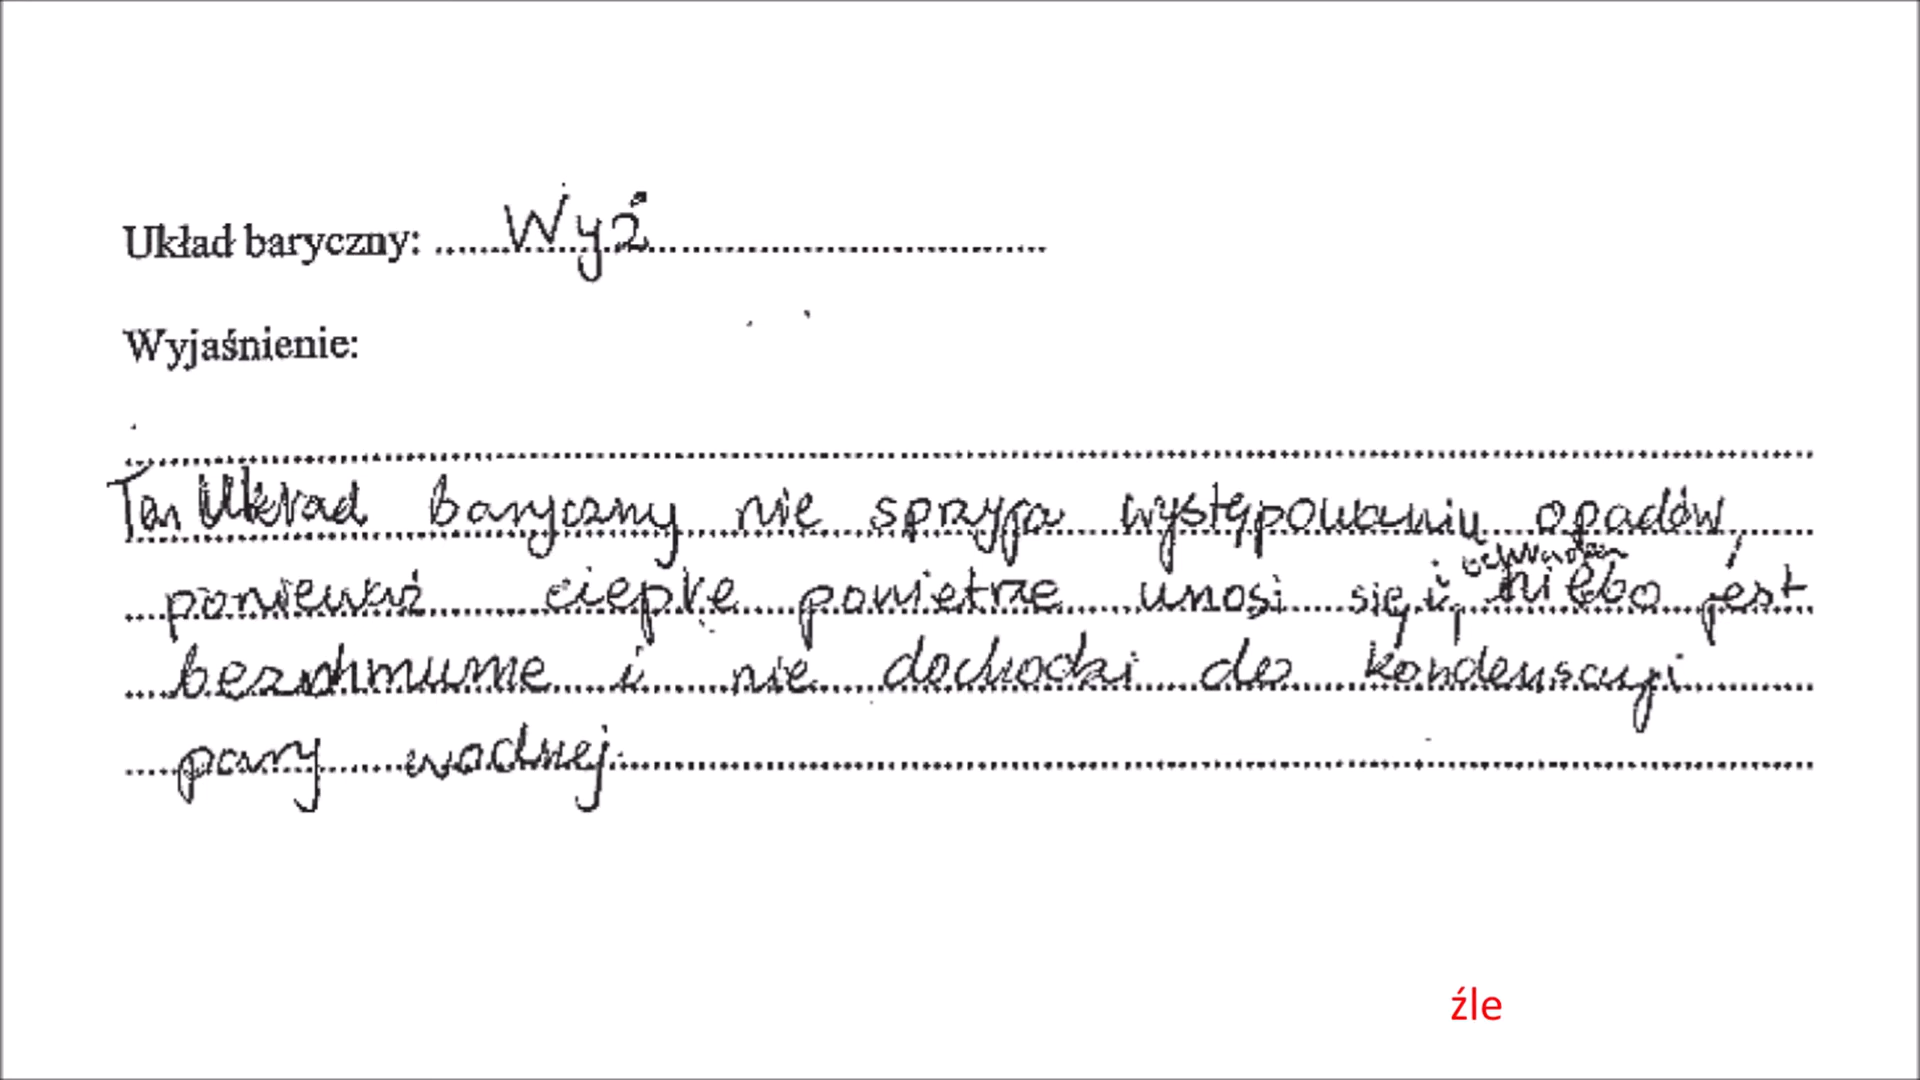 Układ baryczny: Wyż
Wyjaśnienie:
Ten Układ baryczny nie sprzyja występowaniu opadów,
ponieważ ciepłe powietrze unosi się i ochładza niebo jest
bezchmurne i nie dochodzi do kondensacji
pary wodnej.
źle